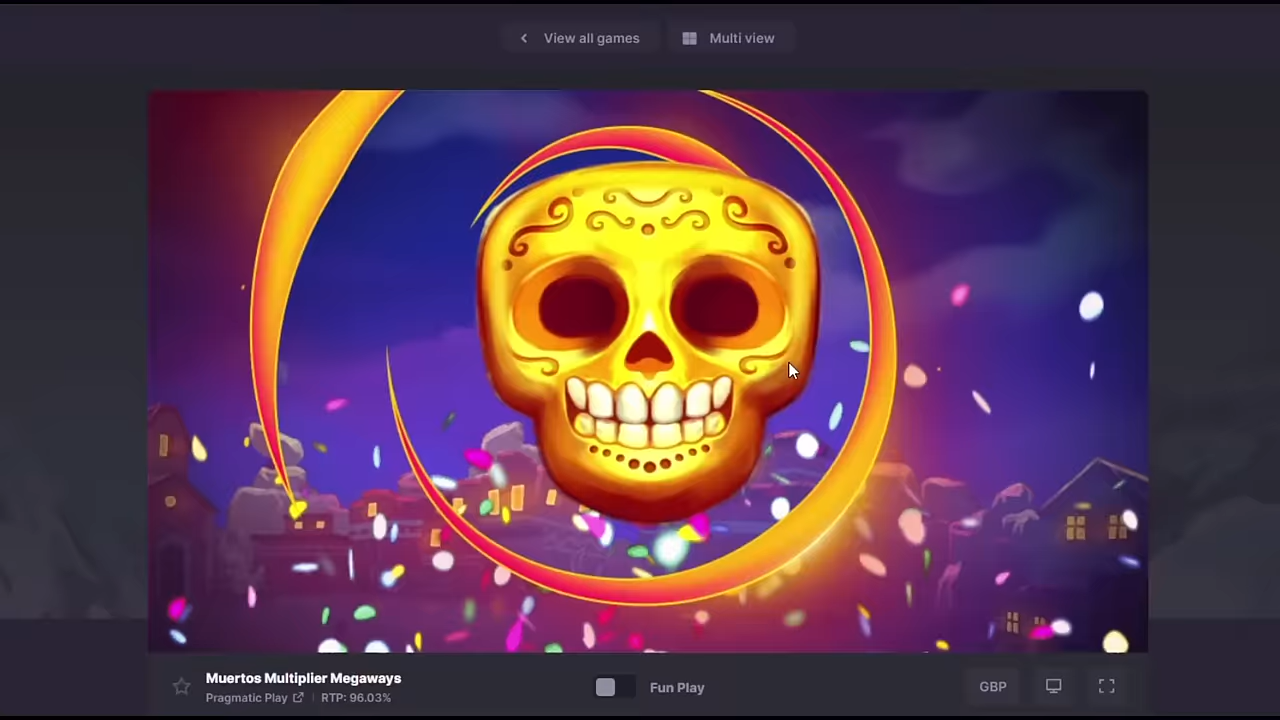 View all games
Multi view
Muertos Multiplier Megaways
Pragmatic Play | RTP: 96.03%
Fun Play
GBP